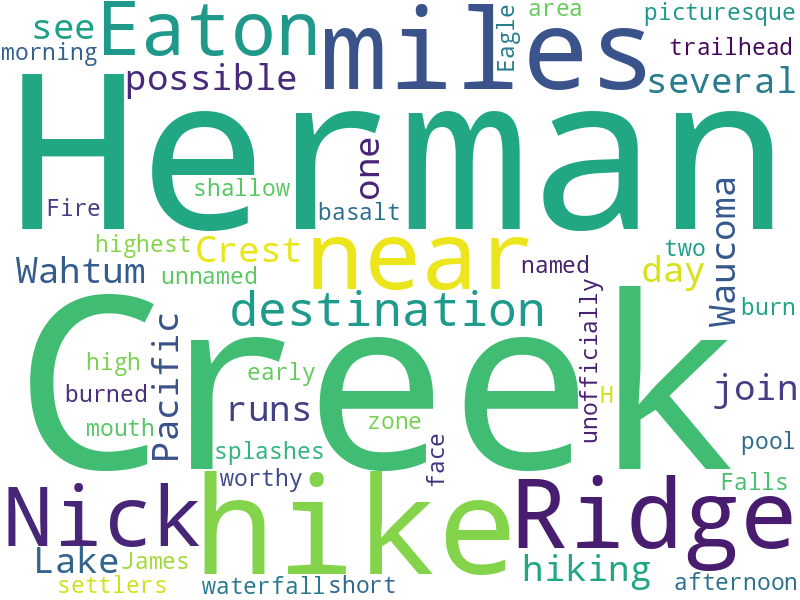 see
Eaton
miles
Eagle
area
picturesque
morning
possible
trailhead
several
Herman
Fire
shallow
one
basalt
highest
Crest
near
named
two
Waucoma
Wahtum
unnamed
day
destination
burn
Creek
Pacific
high
early
unofficially
H
join
burned
runs
zone
mouth
splashes
worthy
face
pool
Nick
hike
Ridge
Falls
Lake
James
hiking
settlers
waterfall
short
afternoon